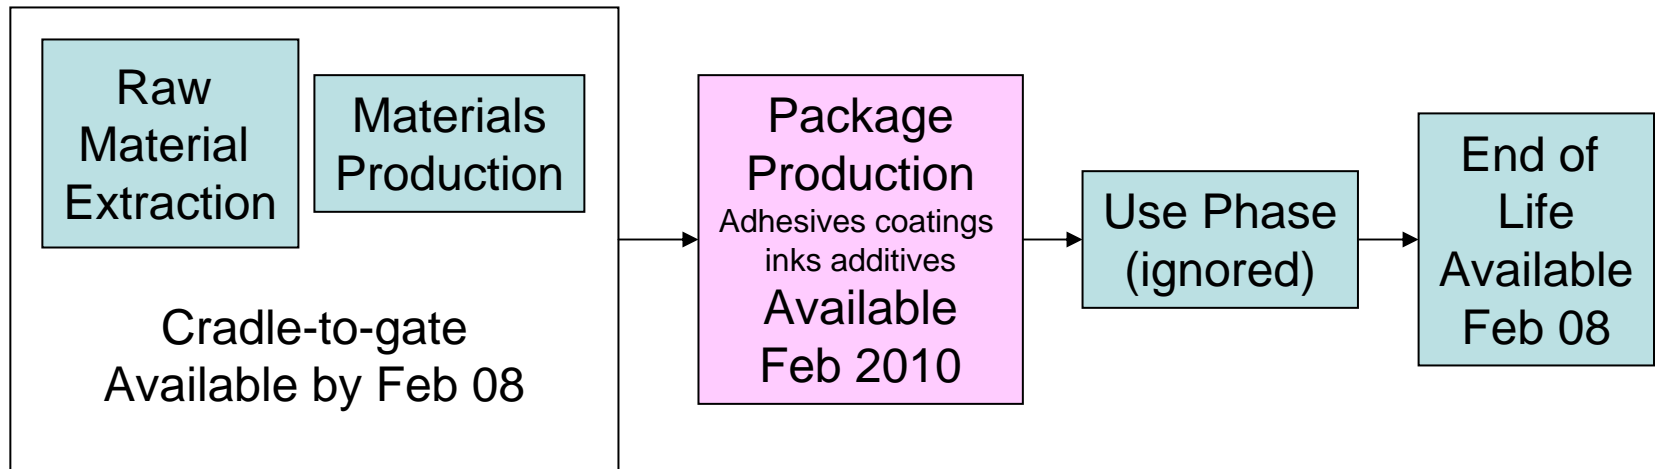 Raw
Material
Extraction
Materials
Production
Cradle-to-gate
Available by Feb 08
Package
Production
Adhesives coatings
inks additives
Available
Feb 2010
Use Phase
(ignored)
End of
Life
Available
Feb 08